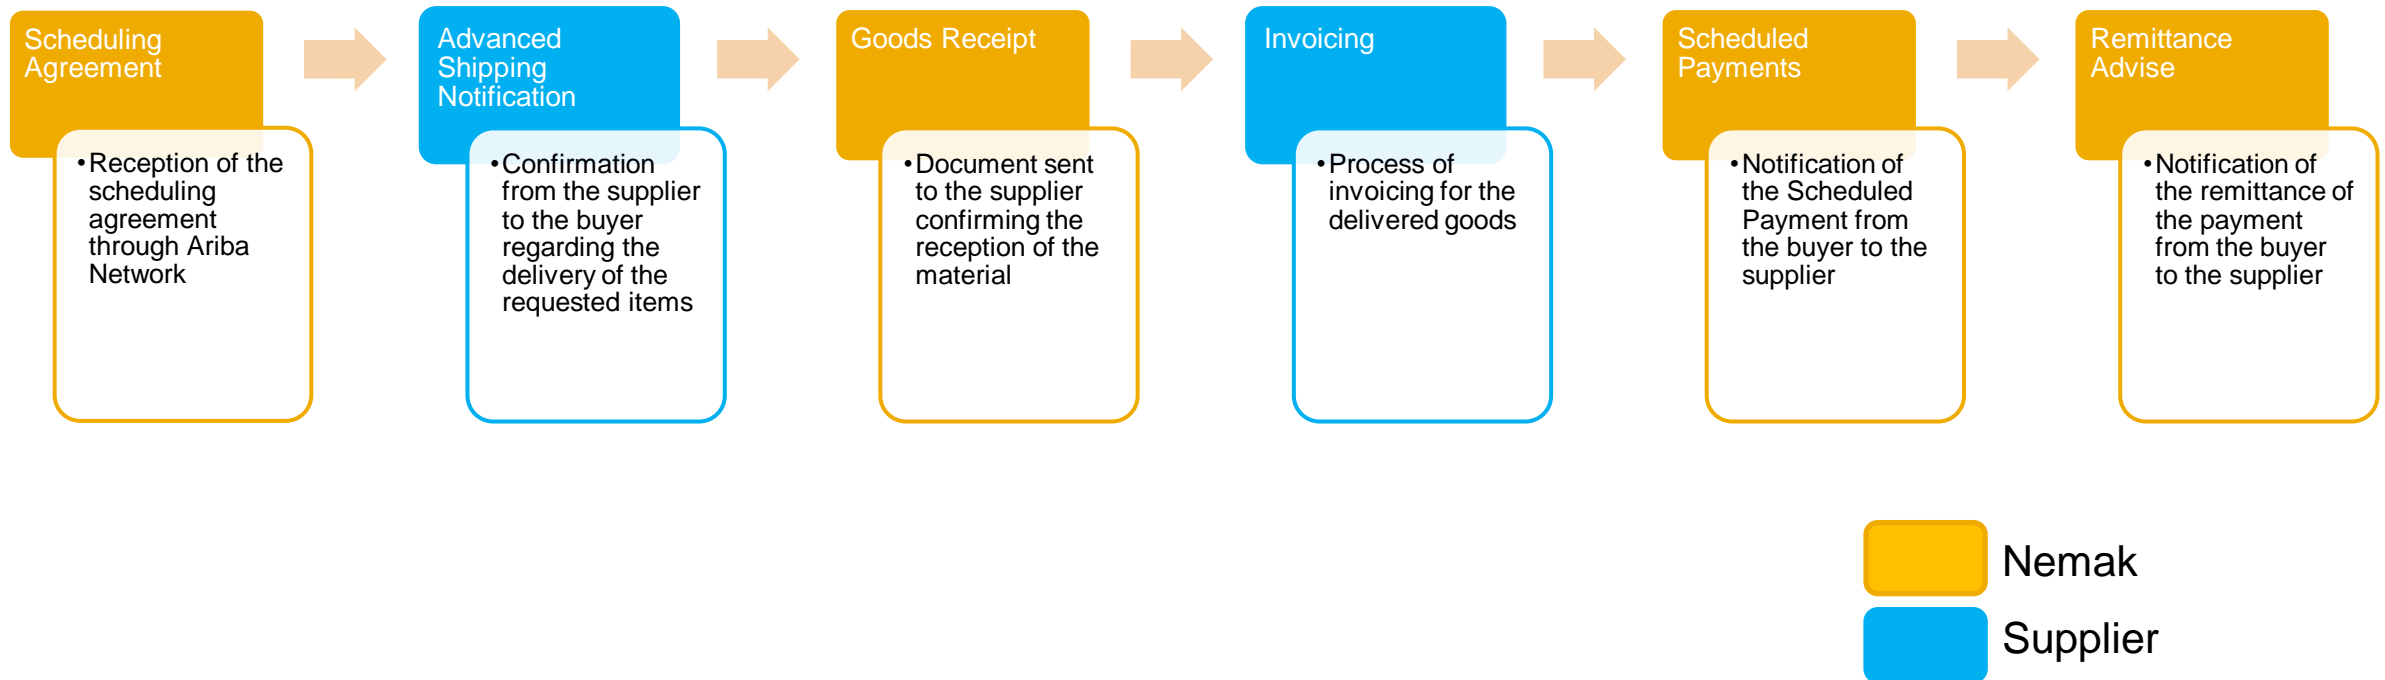 Scheduling
Agreement
•Reception of the
scheduling
agreement
through Ariba
Network
Advanced
Shipping
Notification
•Confirmation
from the supplier
to the buyer
regarding the
delivery of the
requested items
Goods Receipt
•Document sent
to the supplier
confirming the
reception of the
material
Invoicing
•Process of
invoicing for the
delivered goods
Scheduled
Payments
•Notification of
the Scheduled
Payment from
the buyer to the
supplier
Remittance
Advise
•Notification of
the remittance of
the payment
from the buyer
to the supplier
Nemak
Supplier